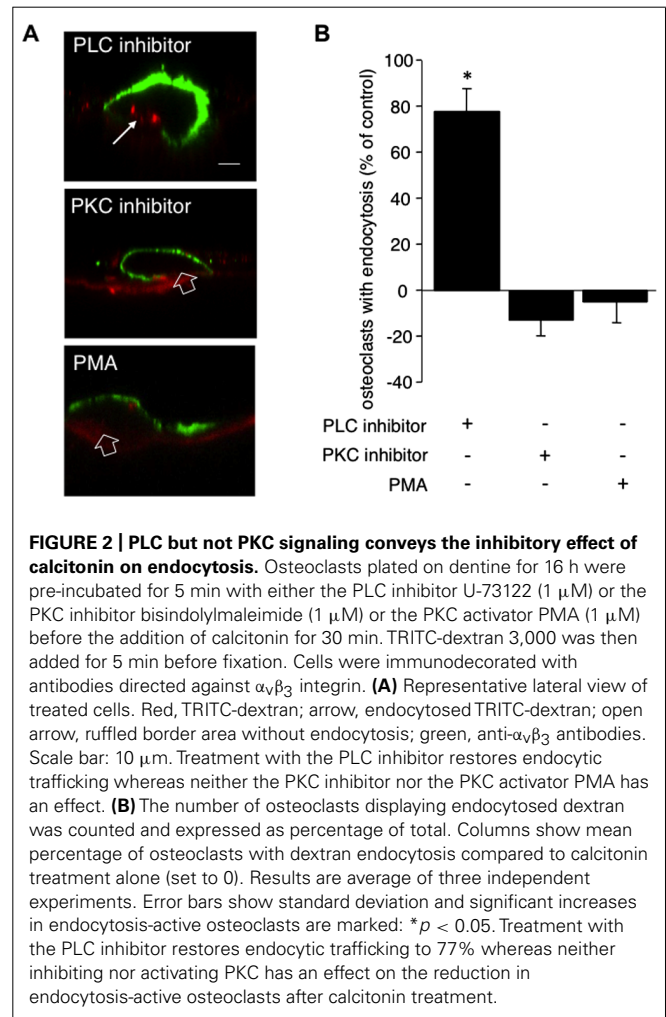 A
B
PLC inhibitor
PKC inhibitor
PMA
osteoclasts with endocytosis (% of control)
100
80
60
40
20
0
-20
-40
*
PLC inhibitor + - -
PKC inhibitor - + -
PMA - - +
FIGURE 2 | PLC but not PKC signaling conveys the inhibitory effect of
calcitonin on endocytosis. Osteoclasts plated on dentine for 16 h were
pre-incubated for 5 min with either the PLC inhibitor U-73122 (1 μM) or the
PKC inhibitor bisindolylmaleimide (1 μM) or the PKC activator PMA (1 μM)
before the addition of calcitonin for 30 min. TRITC-dextran 3,000 was then
added for 5 min before fixation. Cells were immunodecorated with
antibodies directed against αvβ3 integrin. (A) Representative lateral view of
treated cells. Red, TRITC-dextran; arrow, endocytosed TRITC-dextran; open
arrow, ruffled border area without endocytosis; green, anti-αvβ3 antibodies.
Scale bar: 10 μm. Treatment with the PLC inhibitor restores endocytic
trafficking whereas neither the PKC inhibitor nor the PKC activator PMA has
an effect. (B) The number of osteoclasts displaying endocytosed dextran
was counted and expressed as percentage of total. Columns show mean
percentage of osteoclasts with dextran endocytosis compared to calcitonin
treatment alone (set to 0). Results are average of three independent
experiments. Error bars show standard deviation and significant increases
in endocytosis-active osteoclasts are marked: *p < 0.05. Treatment with
the PLC inhibitor restores endocytic trafficking to 77% whereas neither
inhibiting nor activating PKC has an effect on the reduction in
endocytosis-active osteoclasts after calcitonin treatment.